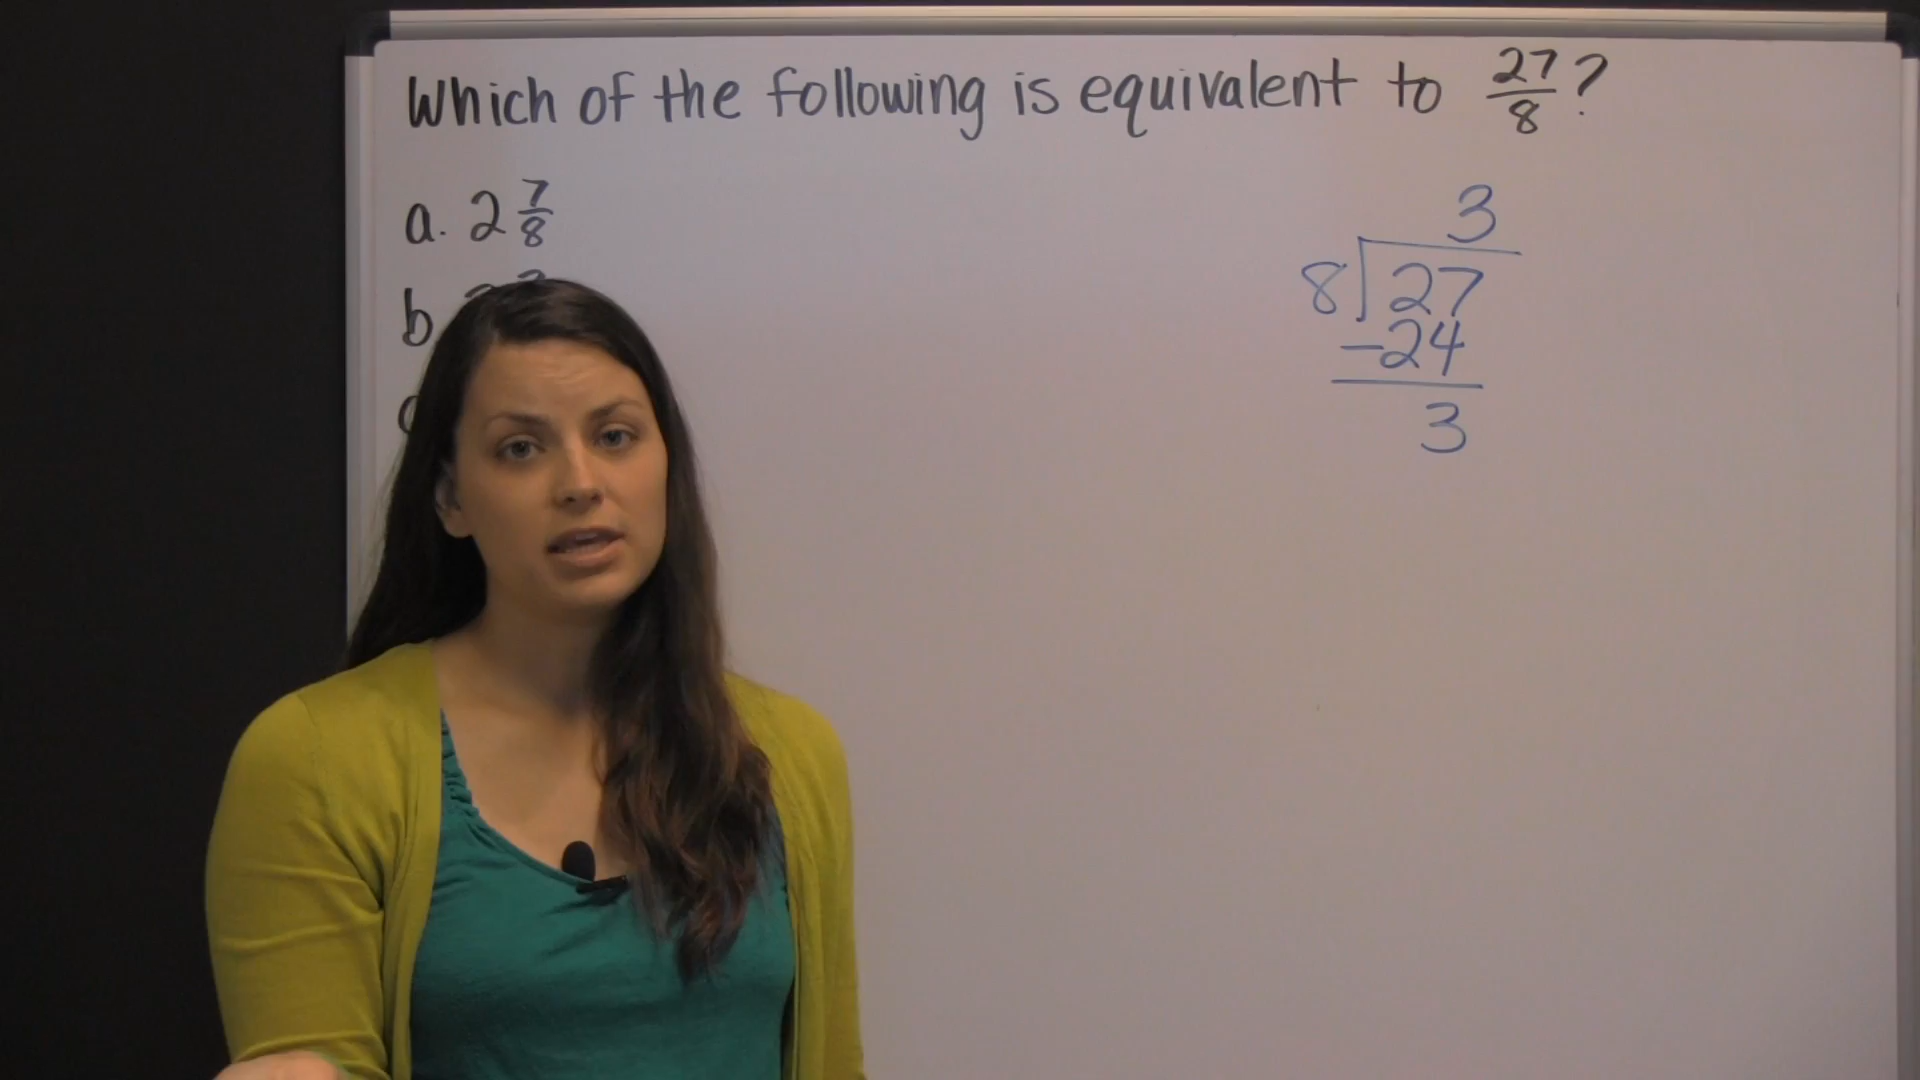 Which of the following is equivalent to 27/8?
a. 2 7/8
b.
3
8 27
-24
3